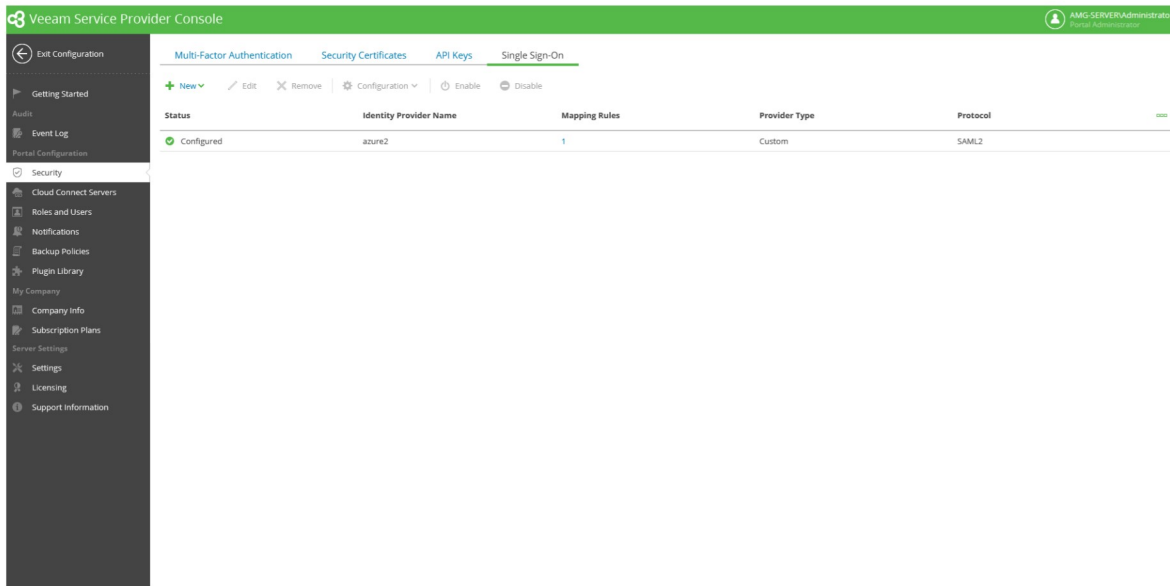 Veeam Service Provider Console
AMG-SERVER\Administrator
Portal Administrator
Exit Configuration
Getting Started
Audit
Event Log
Portal Configuration
Security
Cloud Connect Servers
Roles and Users
Notifications
Backup Policies
Plugin Library
My Company
Company Info
Subscription Plans
Server Settings
Settings
Licensing
Support Information
Multi-Factor Authentication Security Certificates API Keys Single Sign-On
New Edit Remove Configuration Enable Disable
Status Identity Provider Name Mapping Rules Provider Type Protocol
Configured azure2 1 Custom SAML2